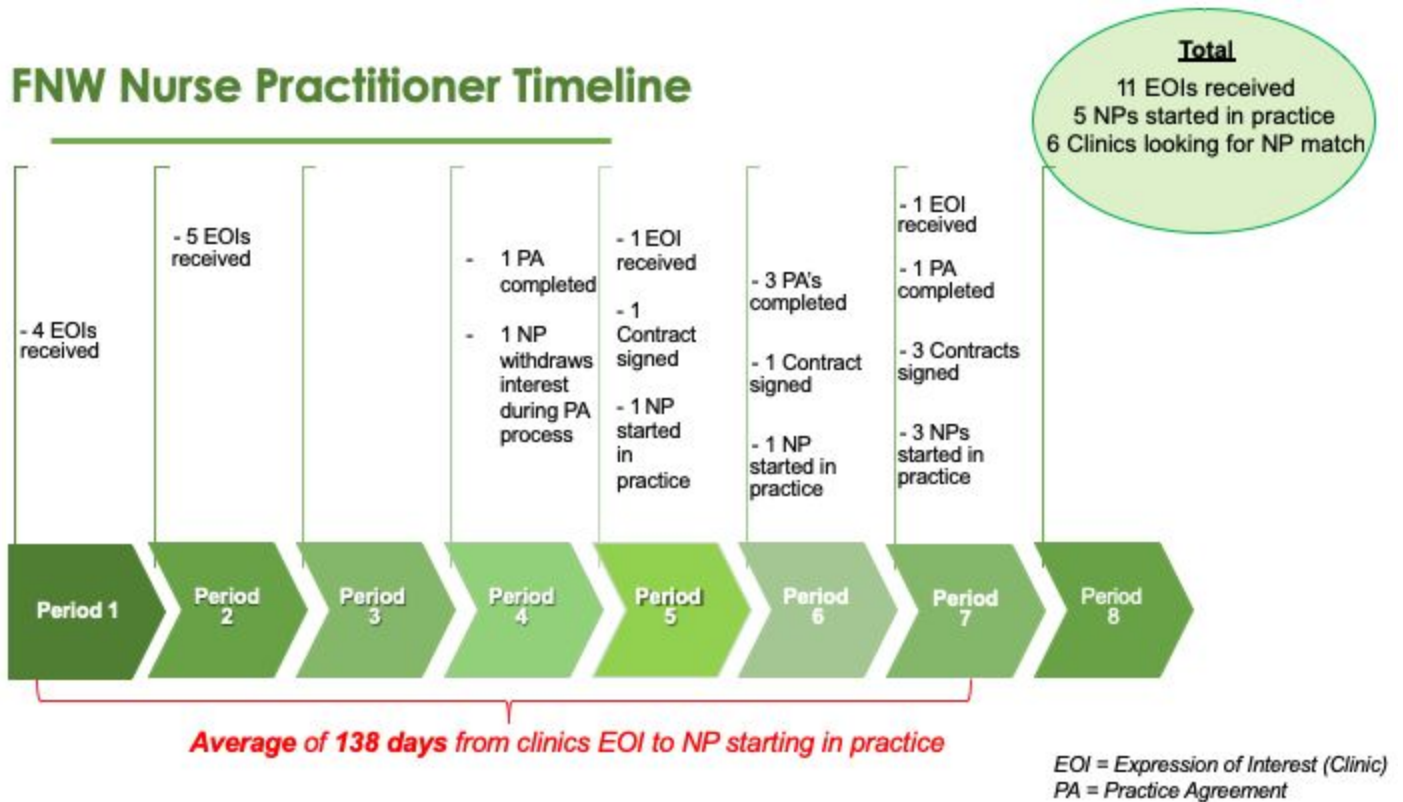 FNW Nurse Practitioner Timeline
Total
11 EOIs received
5 NPs started in practice
6 Clinics looking for NP match
- 4 EOIs
received
- 5 EOIs
received
- 1 PA
completed
- 1 NP
withdraws
interest
during PA
process
- 1 EOI
received
- 1
Contract
signed
- 1 NP
started
in
practice
- 3 PA's
completed
- 1 Contract
signed
- 1 NP
started in
practice
- 1 EOI
received
- 1 PA
completed
- 3 Contracts
signed
- 3 NPs
started in
practice
Period 1
Period
2
Period
3
Period
4
Period
5
Period
6
Period
7
Period
8
Average of 138 days from clinics EOI to NP starting in practice
EOI = Expression of Interest (Clinic)
PA = Practice Agreement